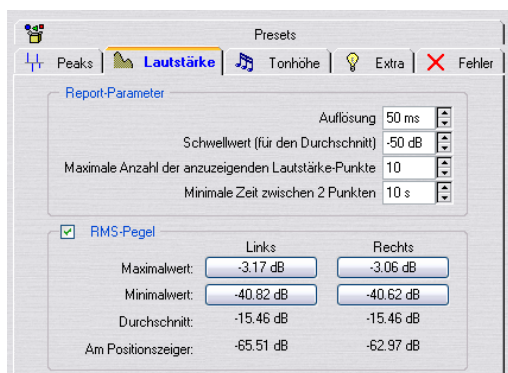 Presets
Peaks Lautstärke Tonhöhe Extra Fehler
Report-Parameter
Auflösung 50 ms
Schwellwert (für den Durchschnitt) -50 dB
Maximale Anzahl der anzuzeigenden Lautstärke-Punkte 10
Minimale Zeit zwischen 2 Punkten 10 s
RMS-Pegel
Links Rechts
Maximalwert: -3.17 dB -3.06 dB
Minimalwert: -40.82 dB -40.62 dB
Durchschnitt: -15.46 dB -15.46 dB
Am Positionszeiger: -65.51 dB -62.97 dB